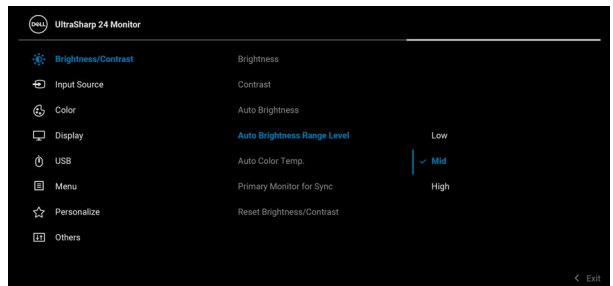 DELL UltraSharp 24 Monitor
Brightness/Contrast Brightness
Input Source Contrast
Color Auto Brightness
Display Auto Brightness Range Level Low
USB Auto Color Temp. Mid
Menu Primary Monitor for Sync High
Personalize Reset Brightness/Contrast
Others
Exit